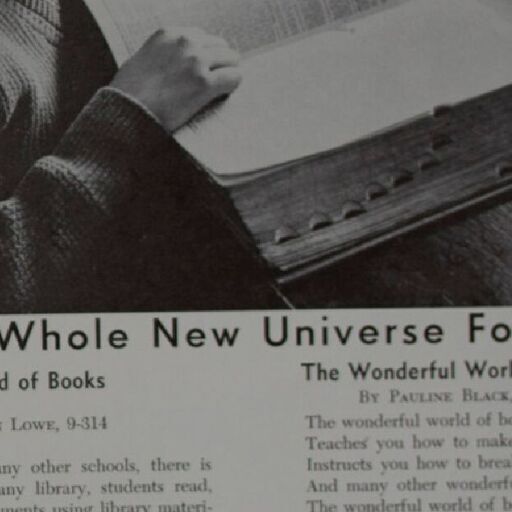 Whole New Universe Fo
d of Books
Lowe, 9-314
ny other schools, there is
any library, students read,
ments using library materi-
The Wonderful Worl
By Pauline Black,
The wonderful world of b
Teaches you how to make
Instructs you how to brea
And many other wonderf
The wonderful world of b